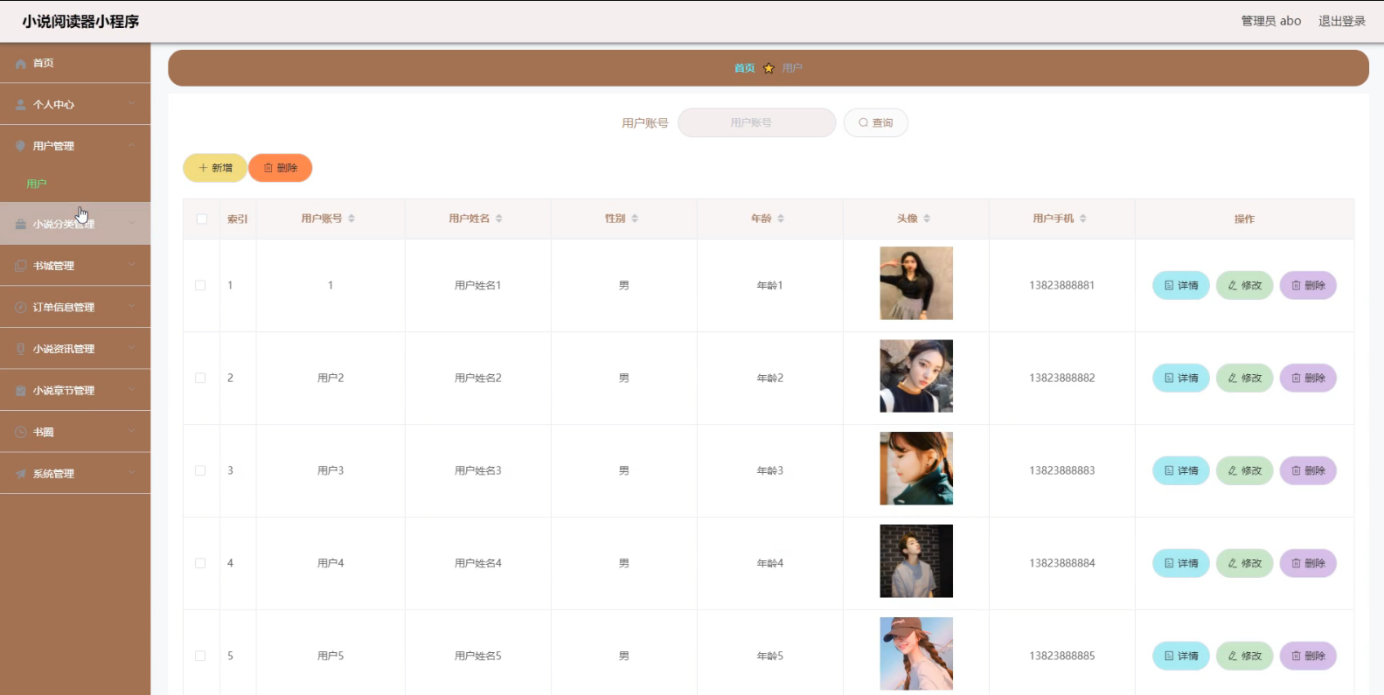 小说阅读器小程序
管理员 abo 退出登录
首页
个人中心
用户管理
用户
小说分类管理
书城管理
订单信息管理
小说资讯管理
小说章节管理
书圈
系统管理
首页 用户
用户账号 用户账号 查询
新增 删除
索引 用户账号 用户姓名 性别 年龄 头像 用户手机 操作
1 1 用户姓名1 男 年龄1 13823888881 详情 修改 删除
2 用户2 用户姓名2 男 年龄2 13823888882 详情 修改 删除
3 用户3 用户姓名3 男 年龄3 13823888883 详情 修改 删除
4 用户4 用户姓名4 男 年龄4 13823888884 详情 修改 删除
5 用户5 用户姓名5 男 年龄5 13823888885 详情 修改 删除